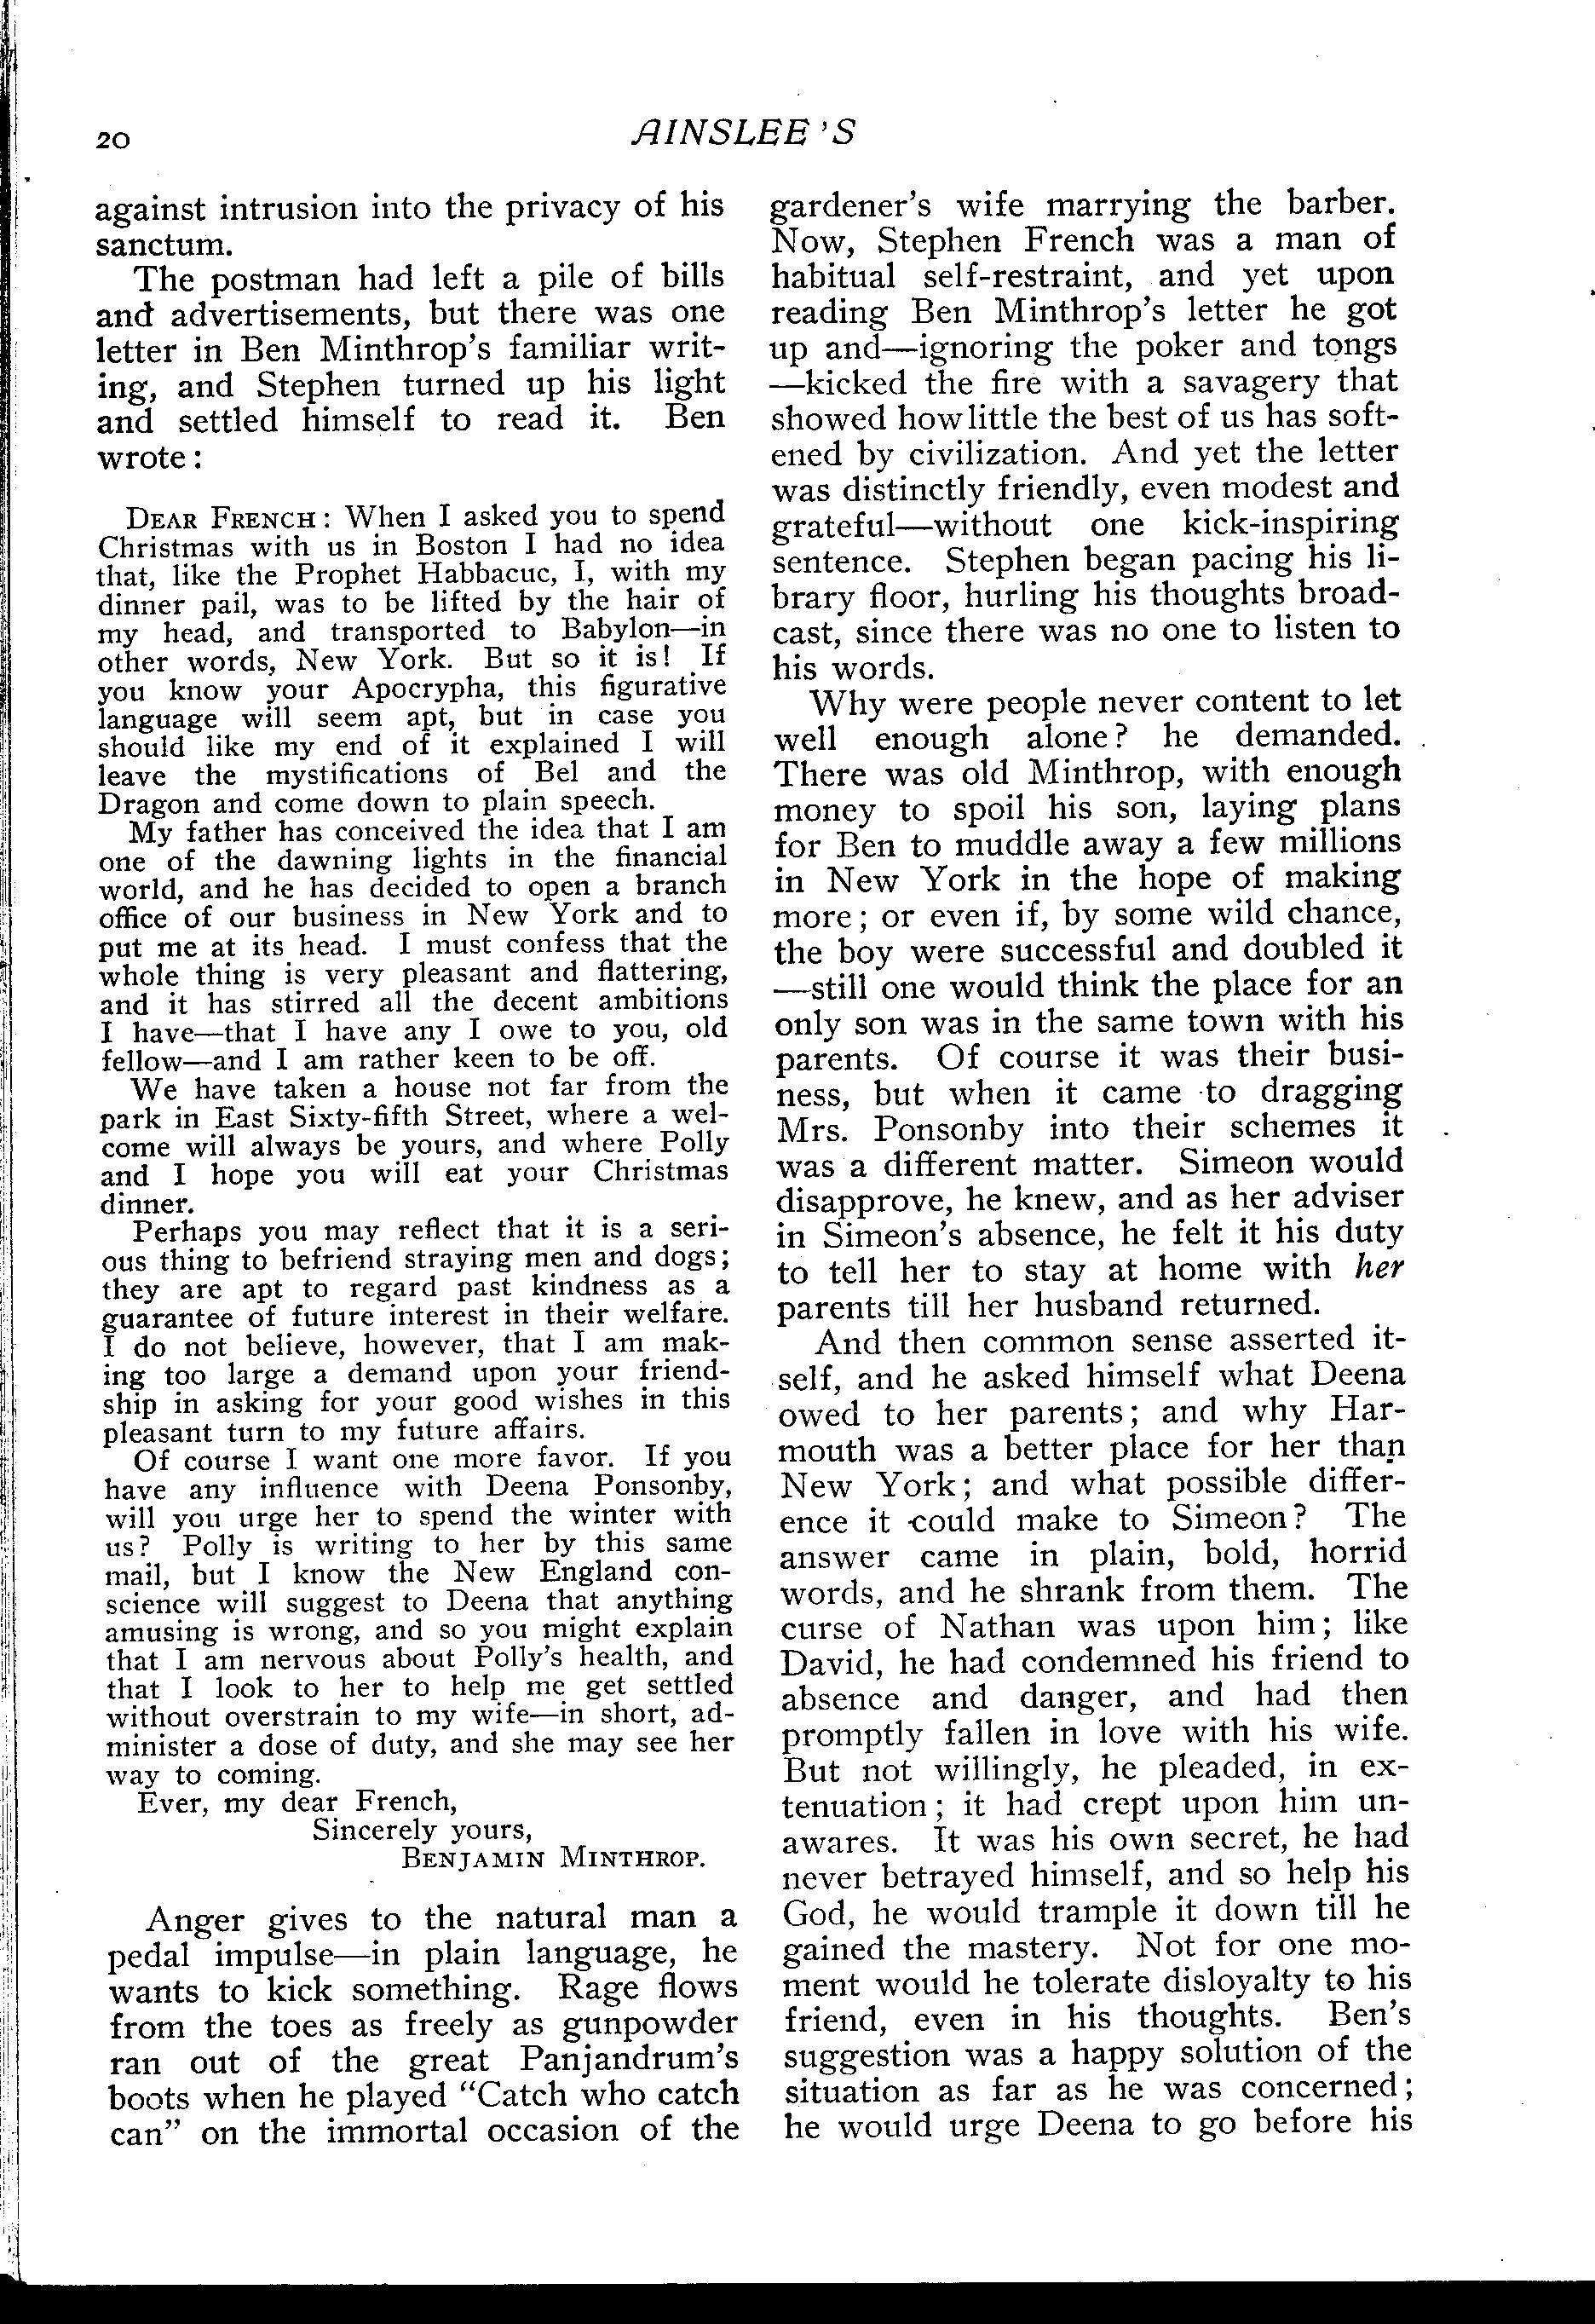 20
AINSLEE'S
against intrusion into the privacy of his
sanctum.
The postman had left a pile of bills
and advertisements, but there was one
letter in Ben Minthrop's familiar writ-
ing, and Stephen turned up his light
and settled himself to read it. Ben
wrote:
DEAR FRENCH: When I asked you to spend
Christmas with us in Boston I had no idea
that, like the Prophet Habbacuc, I, with my
dinner pail, was to be lifted by the hair of
my head, and transported to Babylon—in
other words, New York. But so it is! If
you know your Apocrypha, this figurative
language will seem apt, but in case you
should like my end of it explained I will
leave the mystifications of Bel and the
Dragon and come down to plain speech.
My father has conceived the idea that I am
one of the dawning lights in the financial
world, and he has decided to open a branch
office of our business in New York and to
put me at its head. I must confess that the
whole thing is very pleasant and flattering,
and it has stirred all the decent ambitions
I have—that I have any I owe to you, old
fellow—and I am rather keen to be off.
We have taken a house not far from the
park in East Sixty-fifth Street, where a wel-
come will always be yours, and where Polly
and I hope you will eat your Christmas
dinner.
Perhaps you may reflect that it is a seri-
ous thing to befriend straying men and dogs;
they are apt to regard past kindness as a
guarantee of future interest in their welfare.
I do not believe, however, that I am mak-
ing too large a demand upon your friend-
ship in asking for your good wishes in this
pleasant turn to my future affairs.
Of course I want one more favor. If you
have any influence with Deena Ponsonby,
will you urge her to spend the winter with
us? Polly is writing to her by this same
mail, but I know the New England con-
science will suggest to Deena that anything
amusing is wrong, and so you might explain
that I am nervous about Polly's health, and
that I look to her to help me get settled
without overstrain to my wife—in short, ad-
minister a dose of duty, and she may see her
way to coming.
Ever, my dear French,
Sincerely yours,
BENJAMIN MINTHROP.
Anger gives to the natural man a
pedal impulse—in plain language, he
wants to kick something. Rage flows
from the toes as freely as gunpowder
ran out of the great Panjandrum's
boots when he played "Catch who catch
can" on the immortal occasion of the
gardener's wife marrying the barber.
Now, Stephen French was a man of
habitual self-restraint, and yet upon
reading Ben Minthrop's letter he got
up and—ignoring the poker and tongs
—kicked the fire with a savagery that
showed how little the best of us has soft-
ened by civilization. And yet the letter
was distinctly friendly, even modest and
grateful—without one kick-inspiring
sentence. Stephen began pacing his li-
brary floor, hurling his thoughts broad-
cast, since there was no one to listen to
his words.
Why were people never content to let
well enough alone? he demanded.
There was old Minthrop, with enough
money to spoil his son, laying plans
for Ben to muddle away a few millions
in New York in the hope of making
more; or even if, by some wild chance,
the boy were successful and doubled it
—still one would think the place for an
only son was in the same town with his
parents. Of course it was their busi-
ness, but when it came to dragging
Mrs. Ponsonby into their schemes it
was a different matter. Simeon would
disapprove, he knew, and as her adviser
in Simeon's absence, he felt it his duty
to tell her to stay at home with her
parents till her husband returned.
And then common sense asserted it-
self, and he asked himself what Deena
owed to her parents; and why Har-
mouth was a better place for her than
New York; and what possible differ-
ence it could make to Simeon? The
answer came in plain, bold, horrid
words, and he shrank from them. The
curse of Nathan was upon him; like
David, he had condemned his friend to
absence and danger, and had then
promptly fallen in love with his wife.
But not willingly, he pleaded, in ex-
tenuation; it had crept upon him un-
awares. It was his own secret, he had
never betrayed himself, and so help his
God, he would trample it down till he
gained the mastery. Not for one mo-
ment would he tolerate disloyalty to his
friend, even in his thoughts. Ben's
suggestion was a happy solution of the
situation as far as he was concerned;
he would urge Deena to go before his